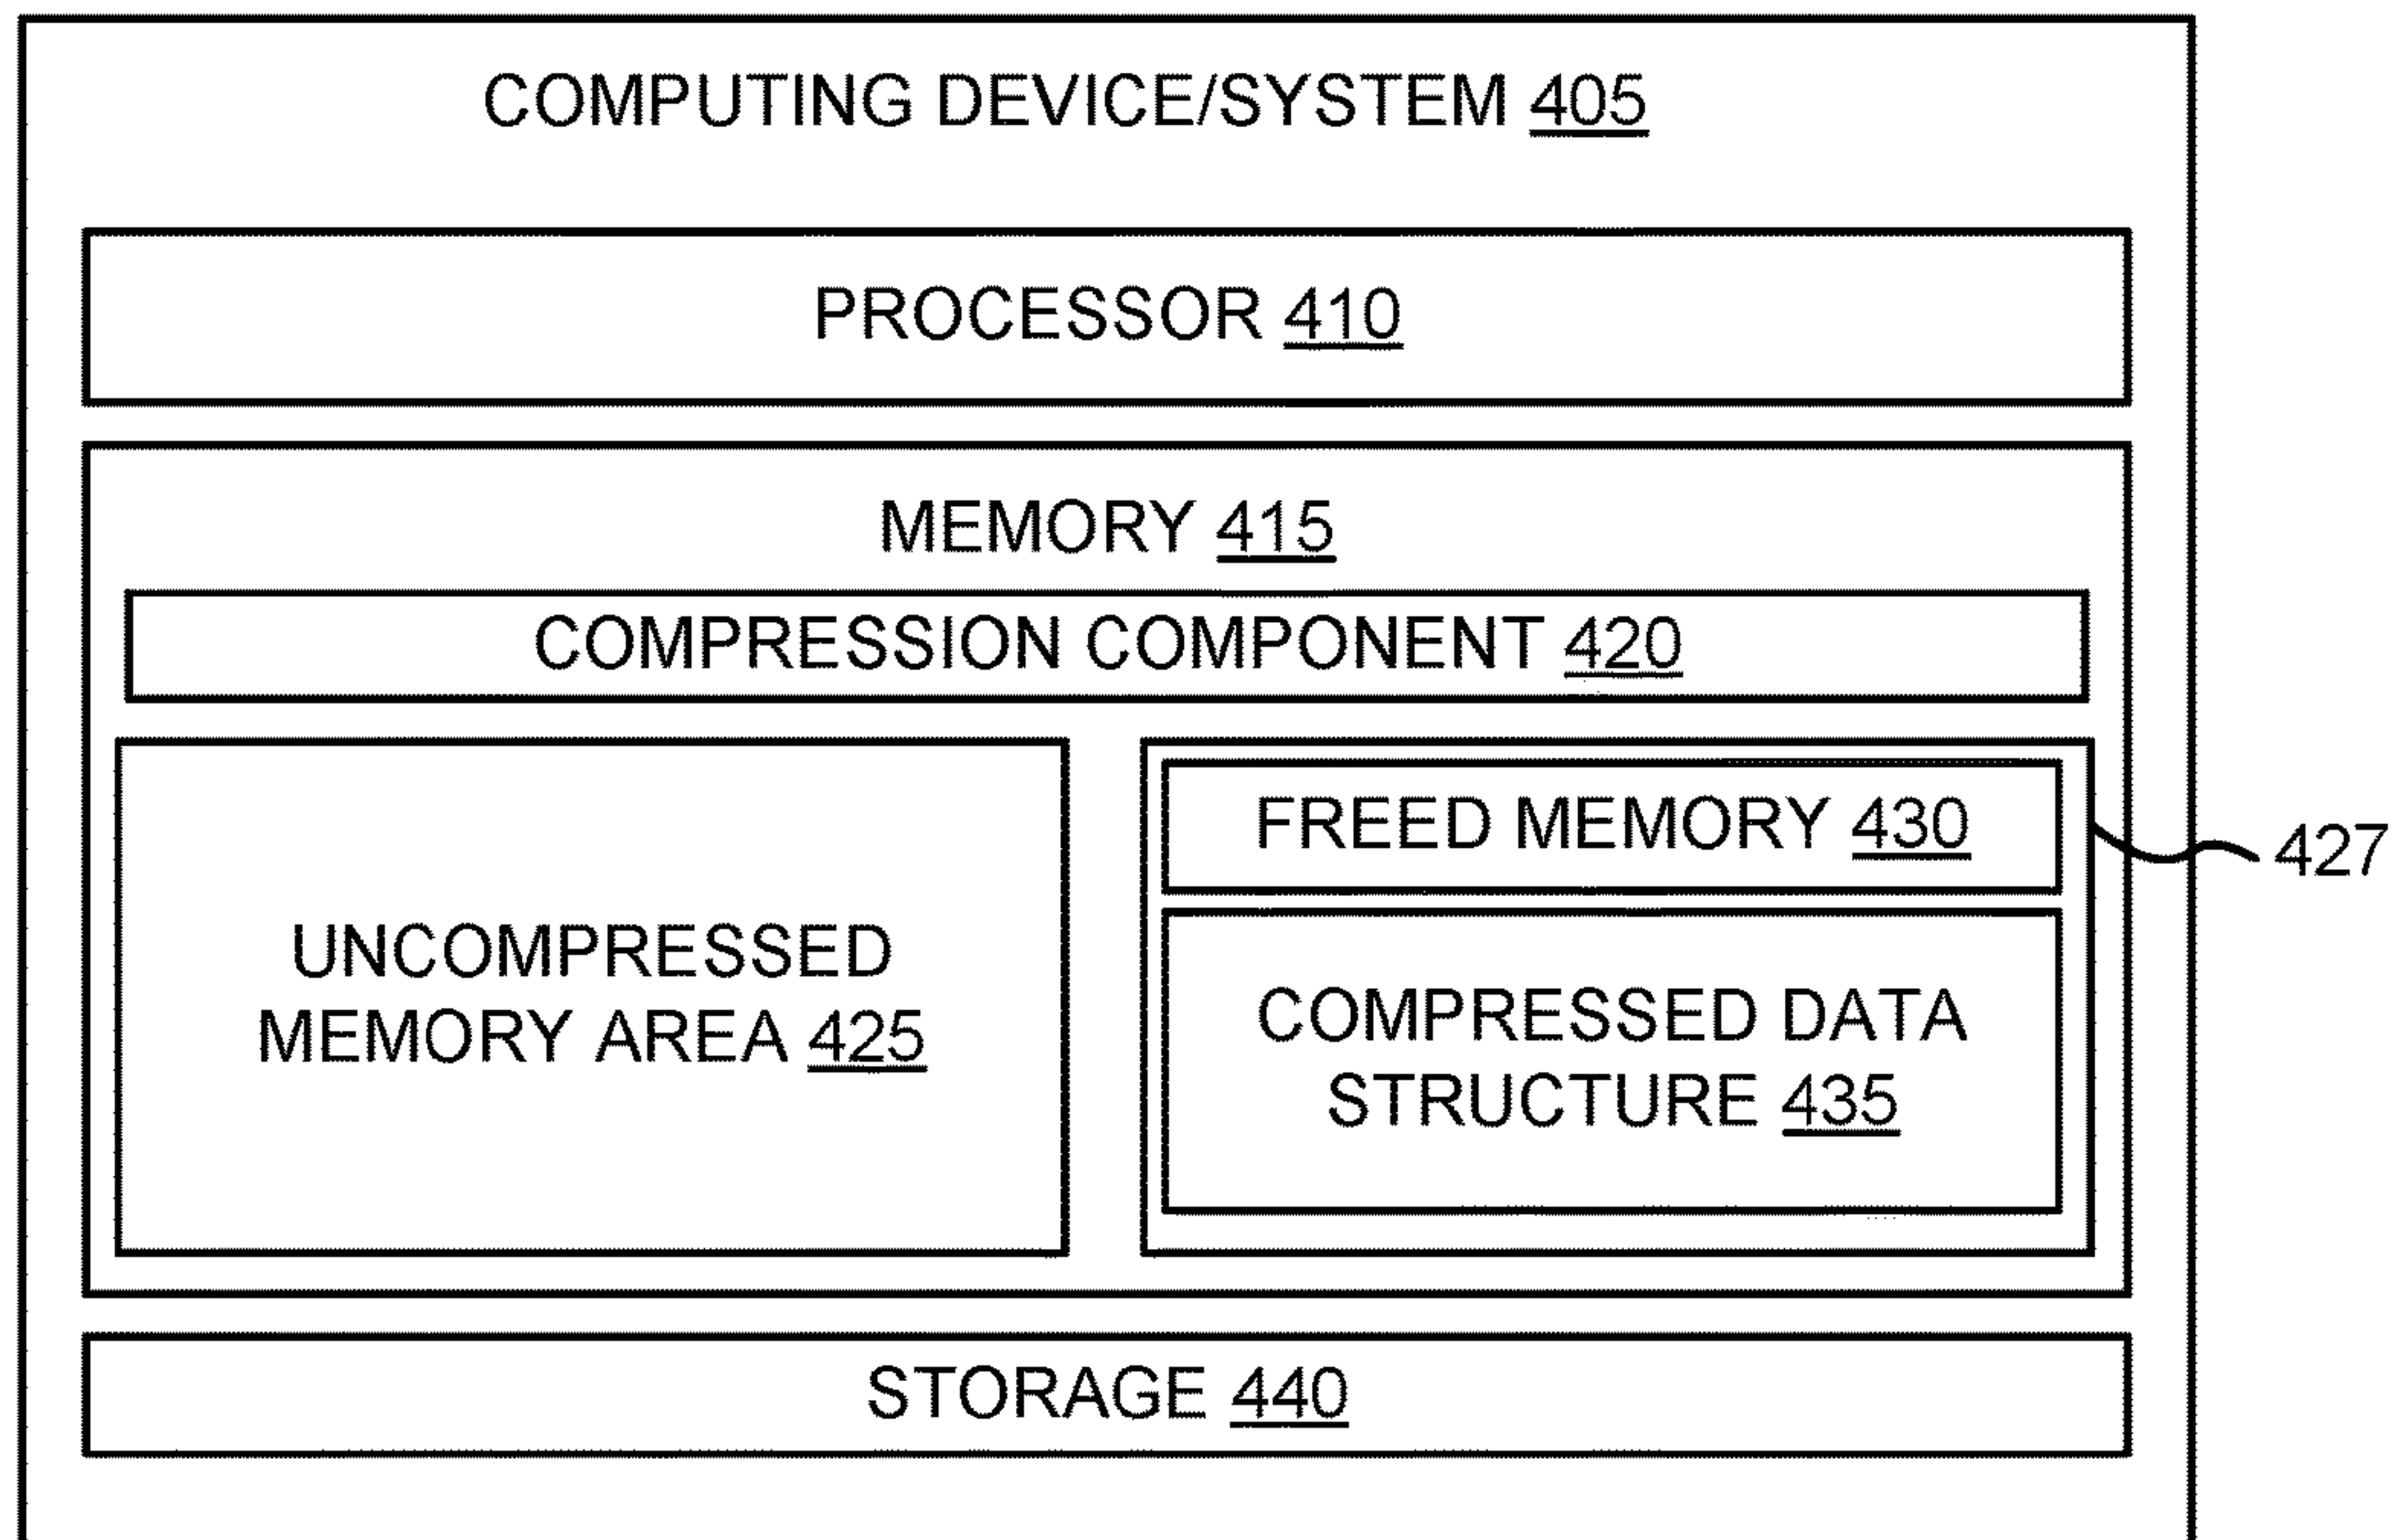 COMPUTING DEVICE/SYSTEM 405
PROCESSOR 410
MEMORY 415
COMPRESSION COMPONENT 420
UNCOMPRESSED
MEMORY AREA 425
FREED MEMORY 430
427
COMPRESSED DATA
STRUCTURE 435
STORAGE 440